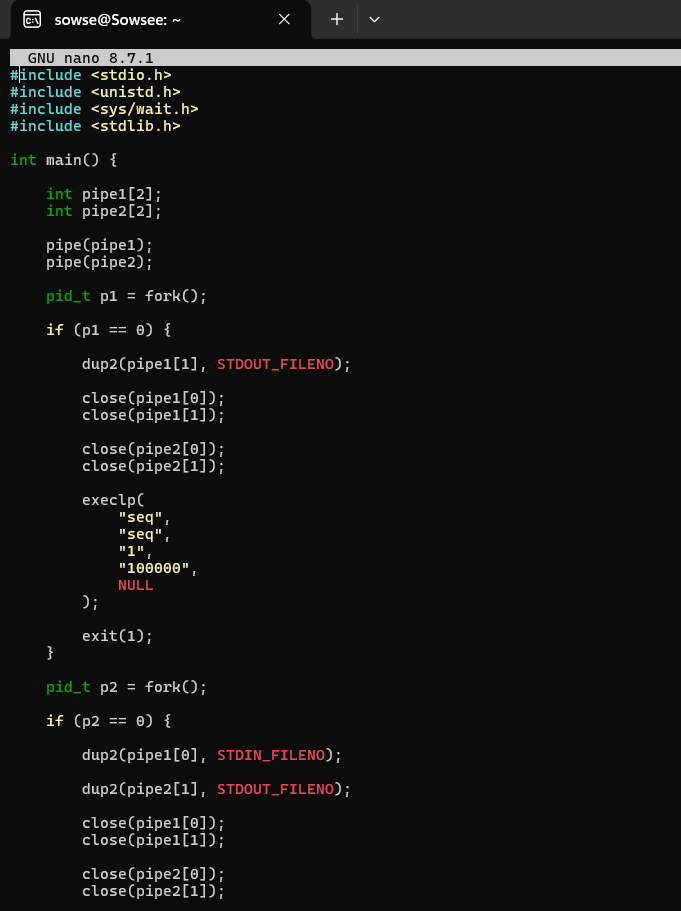 sowse@Sowsee: ~
GNU nano 8.7.1
#include <stdio.h>
#include <unistd.h>
#include <sys/wait.h>
#include <stdlib.h>

int main() {

    int pipe1[2];
    int pipe2[2];

    pipe(pipe1);
    pipe(pipe2);

    pid_t p1 = fork();

    if (p1 == 0) {

        dup2(pipe1[1], STDOUT_FILENO);

        close(pipe1[0]);
        close(pipe1[1]);

        close(pipe2[0]);
        close(pipe2[1]);

        execlp(
            "seq",
            "seq",
            "1",
            "100000",
            NULL
        );

        exit(1);
    }

    pid_t p2 = fork();

    if (p2 == 0) {

        dup2(pipe1[0], STDIN_FILENO);

        dup2(pipe2[1], STDOUT_FILENO);

        close(pipe1[0]);
        close(pipe1[1]);

        close(pipe2[0]);
        close(pipe2[1]);